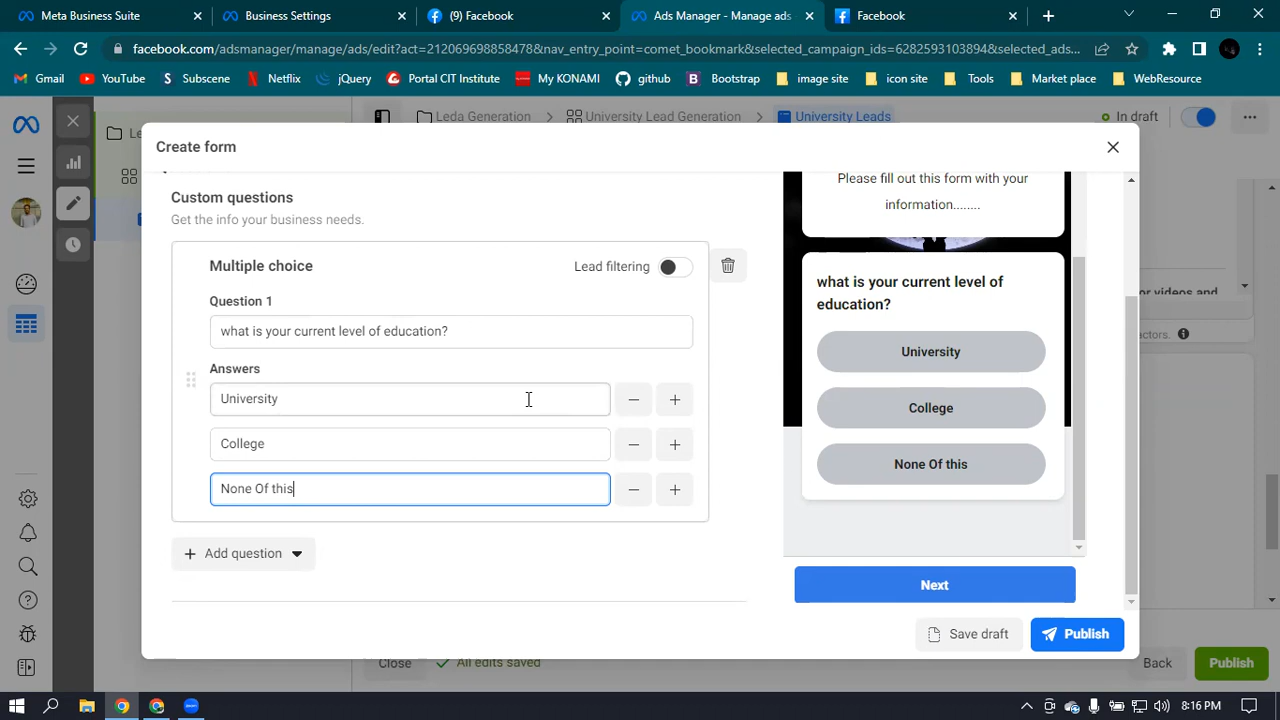 Meta Business Suite
Business Settings
(9) Facebook
Ads Manager - Manage ads
Facebook
facebook.com/adsmanager/manage/ads/edit?act=212069698858478&nav_entry_point=comet_bookmark&selected_campaign_ids=6282593103894&selected_ads...
Gmail
YouTube
Subscene
Netflix
jQuery
Portal CIT Institute
My KONAMI
github
Bootstrap
image site
icon site
Tools
Market place
WebResource
Le
Leda Generation
University Lead Generation
University Leads
In draft
Create form
Custom questions
Get the info your business needs.
Multiple choice
Lead filtering
Question 1
what is your current level of education?
Answers
University
College
None Of this
Add question
Please fill out this form with your
information........
what is your current level of
education?
University
College
None Of this
Next
or videos and
actors.
Save draft
Publish
Close
All edits saved
Back
Publish
8:16 PM